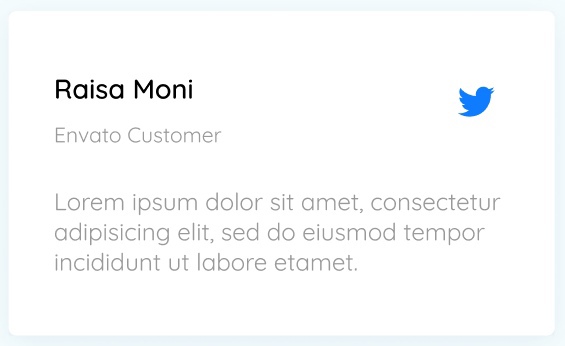 Raisa Moni
Envato Customer
Lorem ipsum dolor sit amet, consectetur
adipisicing elit, sed do eiusmod tempor
incididunt ut labore etamet.